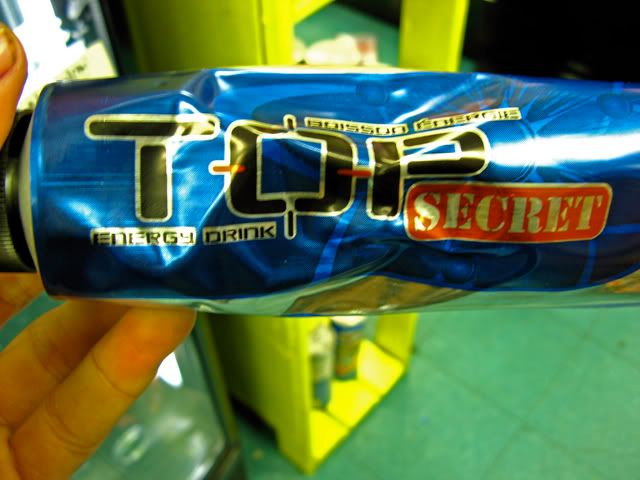 BOISSON ÉNERGIE
TOP
SECRET
ENERGY DRINK